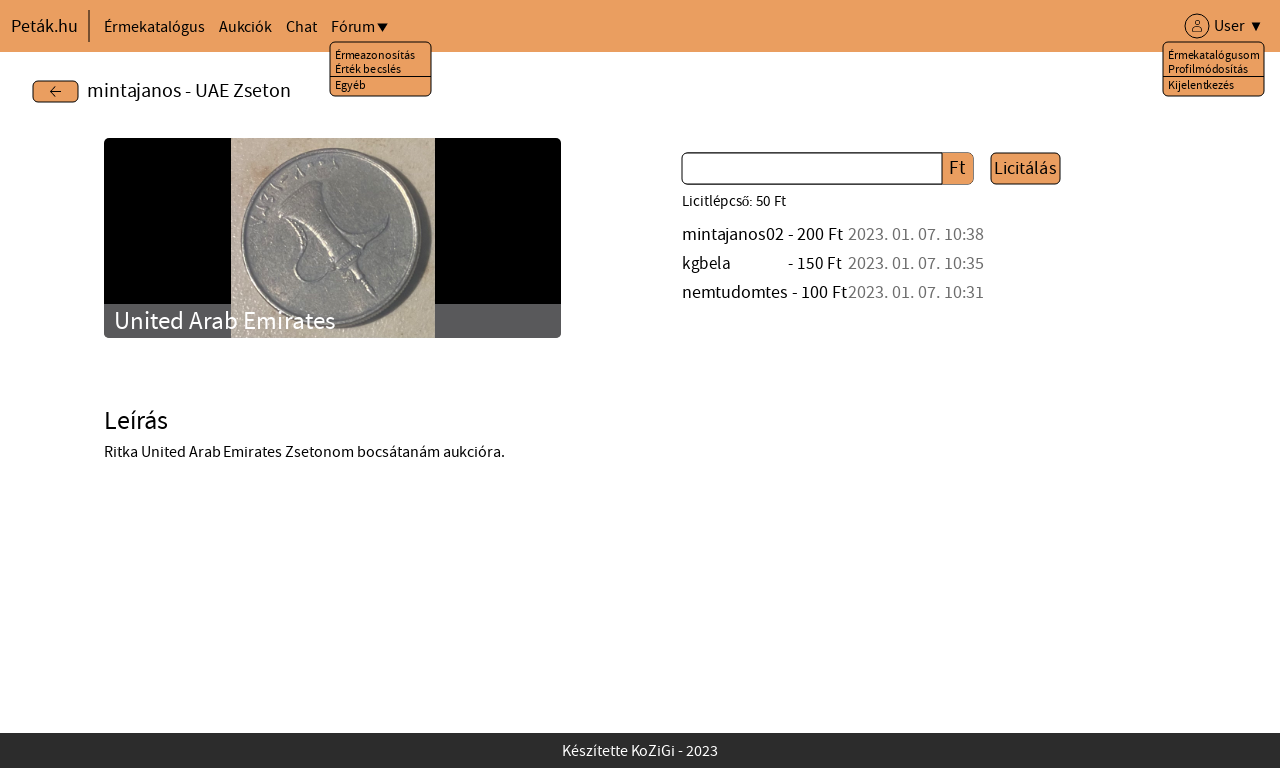 Peták.hu Érmekatalógus Aukciók Chat Fórum▼ User ▼
Érmeazonosítás
Érték becslés
Egyéb
Érmekatalógusom
Profilmódosítás
Kijelentkezés
← mintajanos - UAE Zseton
United Arab Emirates
Ft Licitálás
Licitlépcső: 50 Ft
mintajanos02 - 200 Ft 2023. 01. 07. 10:38
kgbela - 150 Ft 2023. 01. 07. 10:35
nemtudomtes - 100 Ft 2023. 01. 07. 10:31
Leírás
Ritka United Arab Emirates Zsetonom bocsátanám aukcióra.
Készítette KoZiGi - 2023